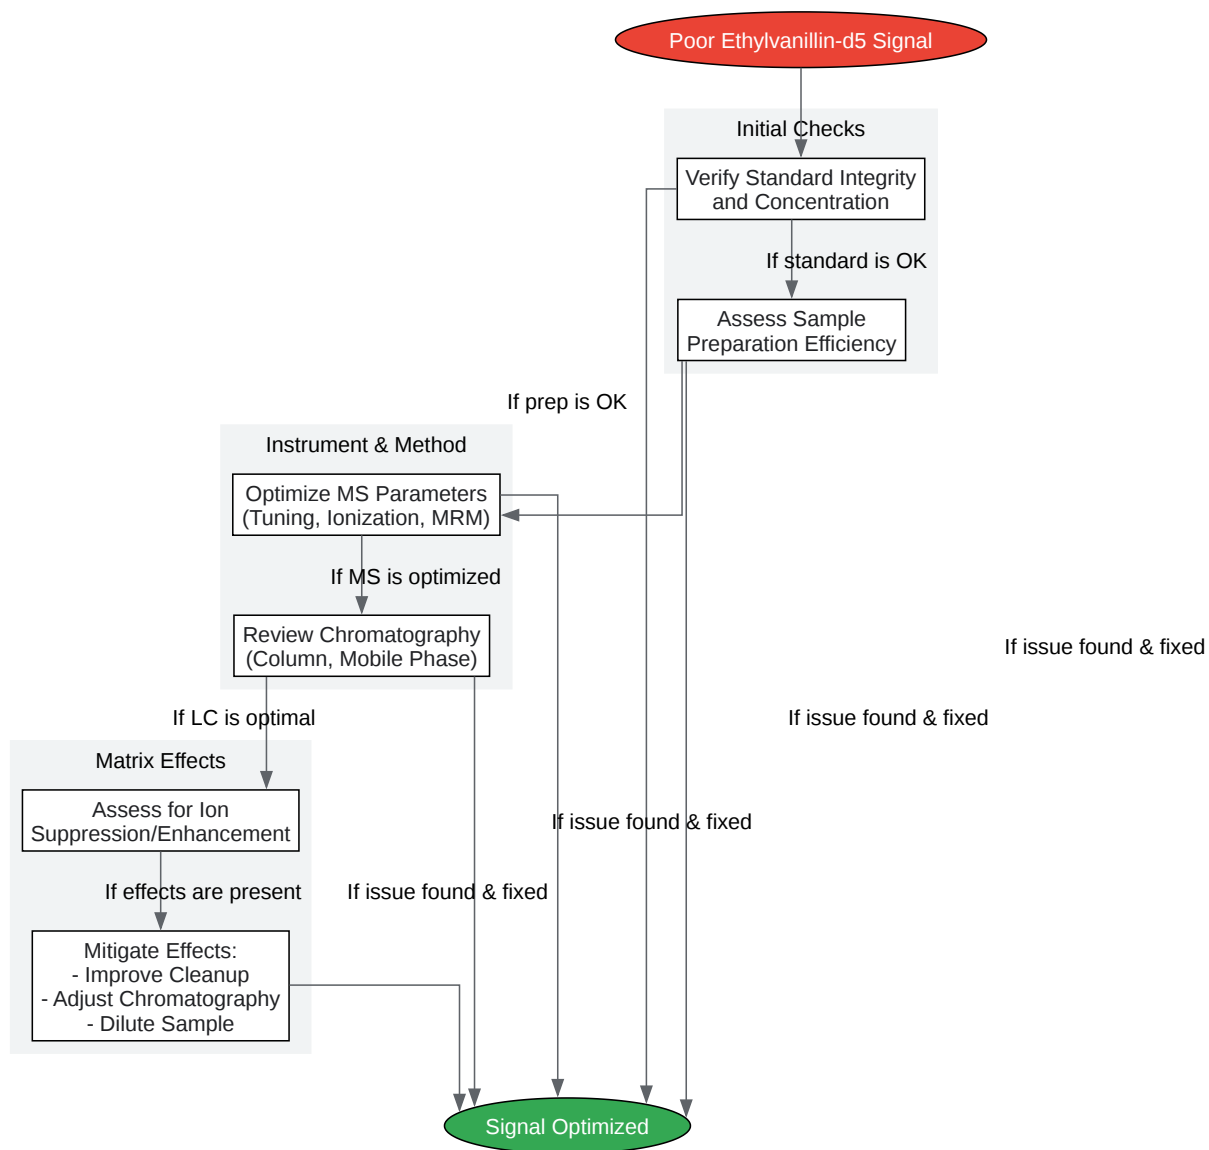 Poor Ethylvanillin-d5 Signal
Initial Checks
Verify Standard Integrity
and Concentration
If standard is OK
Assess Sample
Preparation Efficiency
If prep is OK
Instrument & Method
Optimize MS Parameters
(Tuning, Ionization, MRM)
If MS is optimized
Review Chromatography
(Column, Mobile Phase)
If issue found & fixed
If LC is optimal
If issue found & fixed
Matrix Effects
Assess for Ion
Suppression/Enhancement
If issue found & fixed
If effects are present
If issue found & fixed
Mitigate Effects:
- Improve Cleanup
- Adjust Chromatography
- Dilute Sample
Signal Optimized